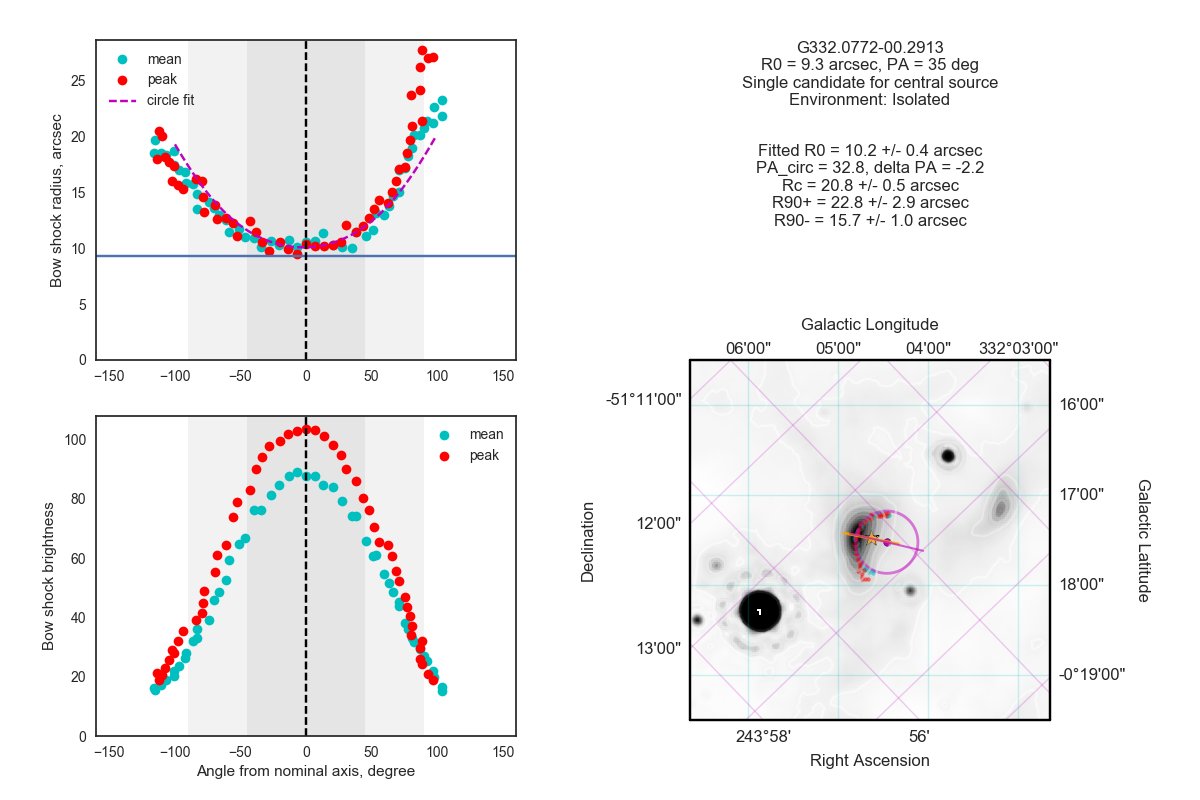 mean
peak
circle fit
Bow shock radius, arcsec
25
20
15
10
5
0
−150
−100
−50
0
50
100
150
G332.0772-00.2913
R0 = 9.3 arcsec, PA = 35 deg
Single candidate for central source
Environment: Isolated
Fitted R0 = 10.2 +/- 0.4 arcsec
PA_circ = 32.8, delta PA = -2.2
Rc = 20.8 +/- 0.5 arcsec
R90+ = 22.8 +/- 2.9 arcsec
R90- = 15.7 +/- 1.0 arcsec
mean
peak
Bow shock brightness
100
80
60
40
20
0
−150
−100
−50
0
50
100
150
Angle from nominal axis, degree
Galactic Longitude
06'00"
05'00"
04'00"
332°03'00"
-51°11'00"
12'00"
13'00"
Declination
16'00"
17'00"
18'00"
-0°19'00"
Galactic Latitude
243°58'
56'
Right Ascension